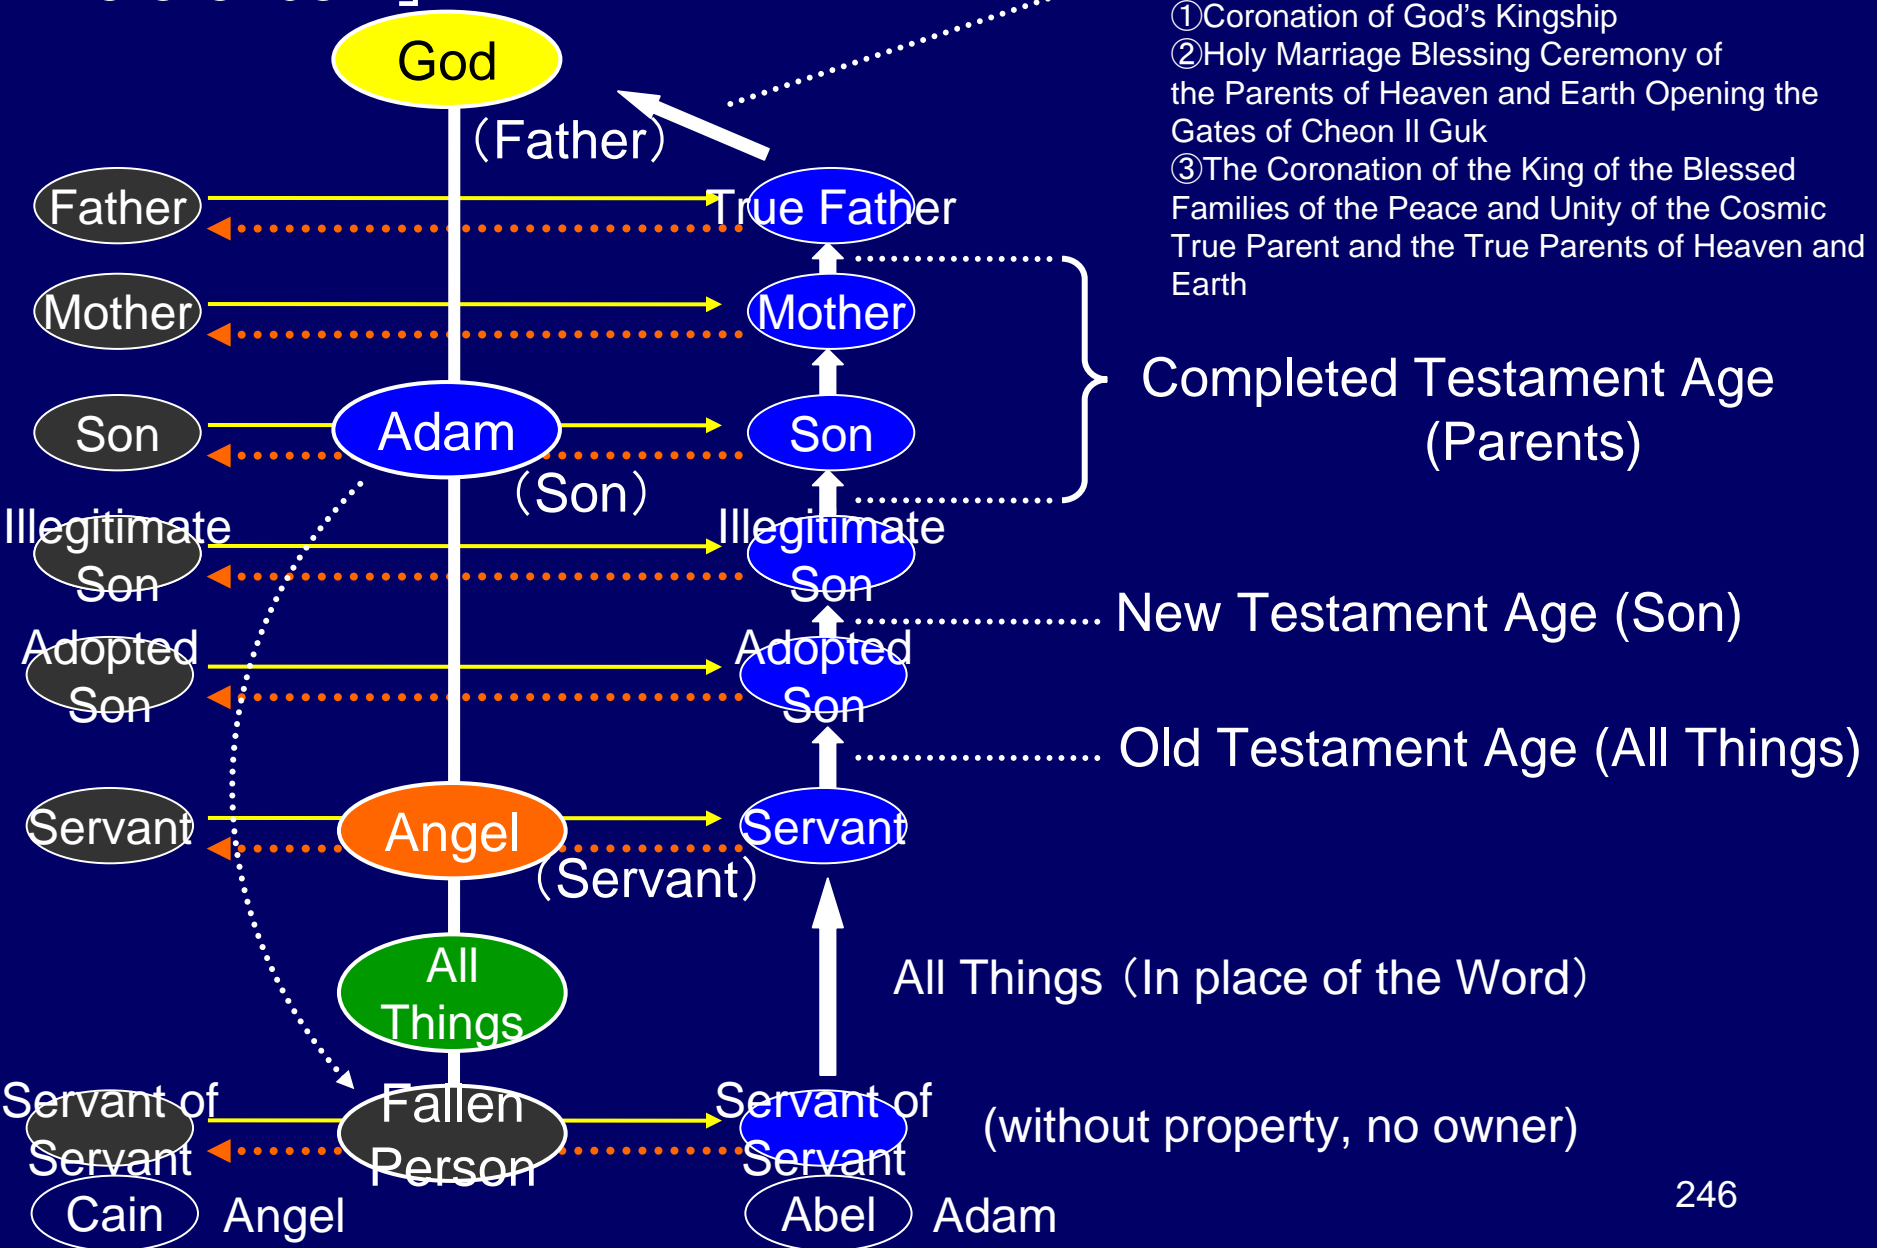 ①Coronation of God's Kingship
②Holy Marriage Blessing Ceremony of
the Parents of Heaven and Earth Opening the
Gates of Cheon Il Guk
③The Coronation of the King of the Blessed
Families of the Peace and Unity of the Cosmic
True Parent and the True Parents of Heaven and
Earth
God
（Father）
Father
True Father
Mother
Mother
Completed Testament Age
(Parents)
Son
Adam
Son
（Son）
Illegitimate
Son
Illegitimate
Son
New Testament Age (Son)
Adopted
Son
Adopted
Son
Old Testament Age (All Things)
Servant
Angel
Servant
（Servant）
All
Things
All Things（In place of the Word）
Servant of
Servant
Fallen
Person
Servant of
Servant
(without property, no owner)
Cain
Angel
Abel
Adam
246